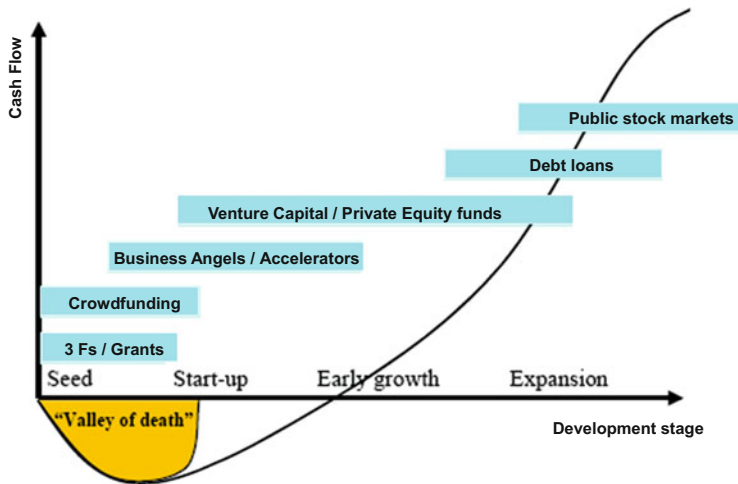 Cash Flow
Public stock markets
Debt loans
Venture Capital / Private Equity funds
Business Angels / Accelerators
Crowdfunding
3 Fs / Grants
Seed
Start-up
Early growth
Expansion
“Valley of death”
Development stage